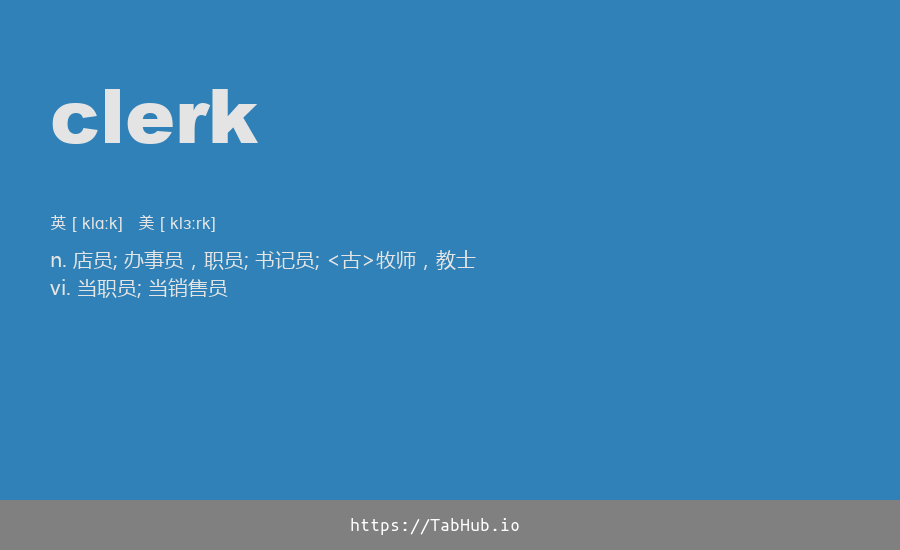 clerk
英 [ klɑːk]   美 [ klɜːrk]
n. 店员; 办事员，职员; 书记员; <古>牧师，教士
vi. 当职员; 当销售员
https://TabHub.io